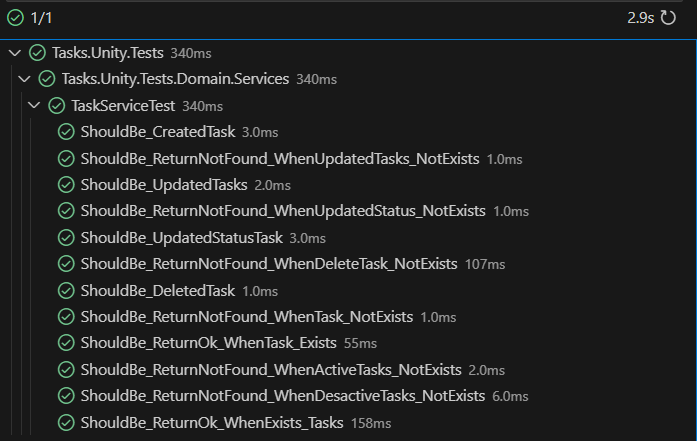 1/1 2.9s
Tasks.Unity.Tests 340ms
Tasks.Unity.Tests.Domain.Services 340ms
TaskServiceTest 340ms
ShouldBe_CreatedTask 3.0ms
ShouldBe_ReturnNotFound_WhenUpdatedTasks_NotExists 1.0ms
ShouldBe_UpdatedTasks 2.0ms
ShouldBe_ReturnNotFound_WhenUpdatedStatus_NotExists 1.0ms
ShouldBe_UpdatedStatusTask 3.0ms
ShouldBe_ReturnNotFound_WhenDeleteTask_NotExists 107ms
ShouldBe_DeletedTask 1.0ms
ShouldBe_ReturnNotFound_WhenTask_NotExists 1.0ms
ShouldBe_ReturnOk_WhenTask_Exists 55ms
ShouldBe_ReturnNotFound_WhenActiveTasks_NotExists 2.0ms
ShouldBe_ReturnNotFound_WhenDesactiveTasks_NotExists 6.0ms
ShouldBe_ReturnOk_WhenExists_Tasks 158ms